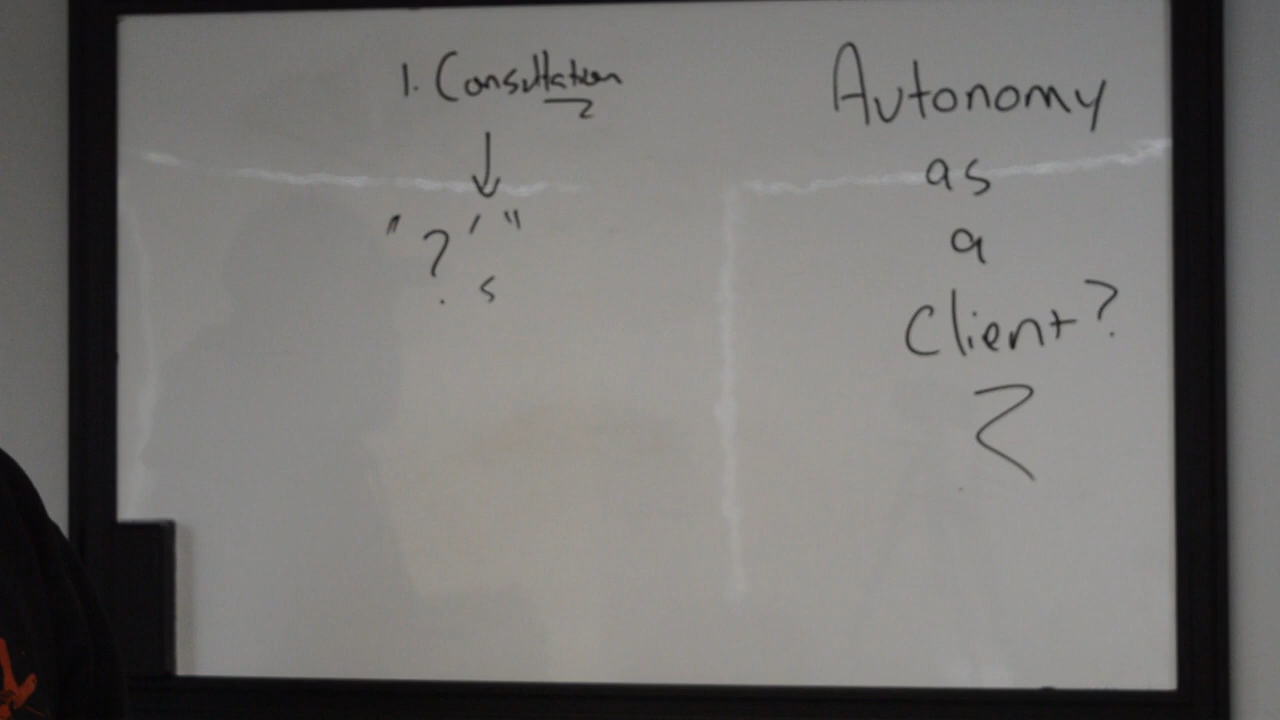 1. Consultation
↓
"?'s"
Autonomy
as
a
Client?